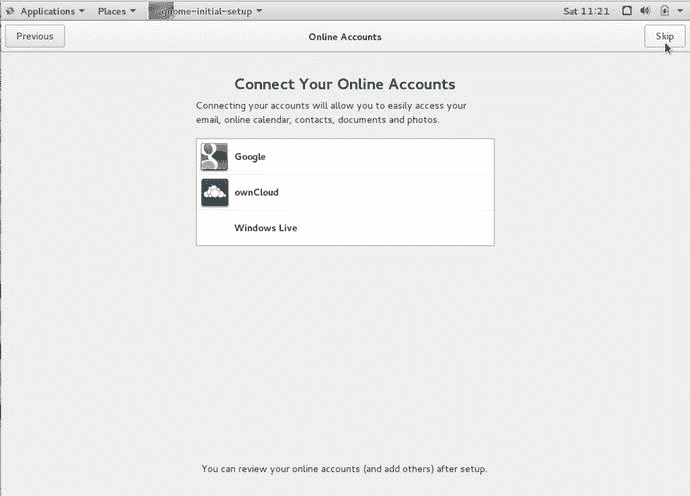 Applications Places gnome-initial-setup Sat 11:21
Previous Online Accounts Skip
Connect Your Online Accounts
Connecting your accounts will allow you to easily access your
email, online calendar, contacts, documents and photos.
Google
ownCloud
Windows Live
You can review your online accounts (and add others) after setup.